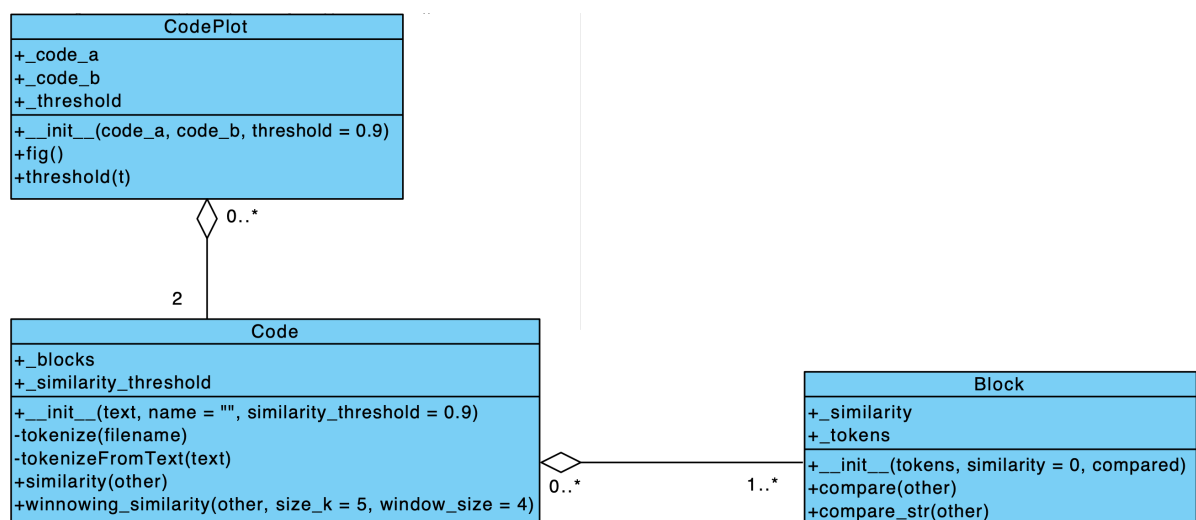 CodePlot
+_code_a
+_code_b
+_threshold
+__init__(code_a, code_b, threshold = 0.9)
+fig()
+threshold(t)
0..*
2
Code
+_blocks
+_similarity_threshold
+__init__(text, name = "", similarity_threshold = 0.9)
-tokenize(filename)
-tokenizeFromText(text)
+similarity(other)
+winnowing_similarity(other, size_k = 5, window_size = 4)
0..*
1..*
Block
+_similarity
+_tokens
+__init__(tokens, similarity = 0, compared)
+compare(other)
+compare_str(other)